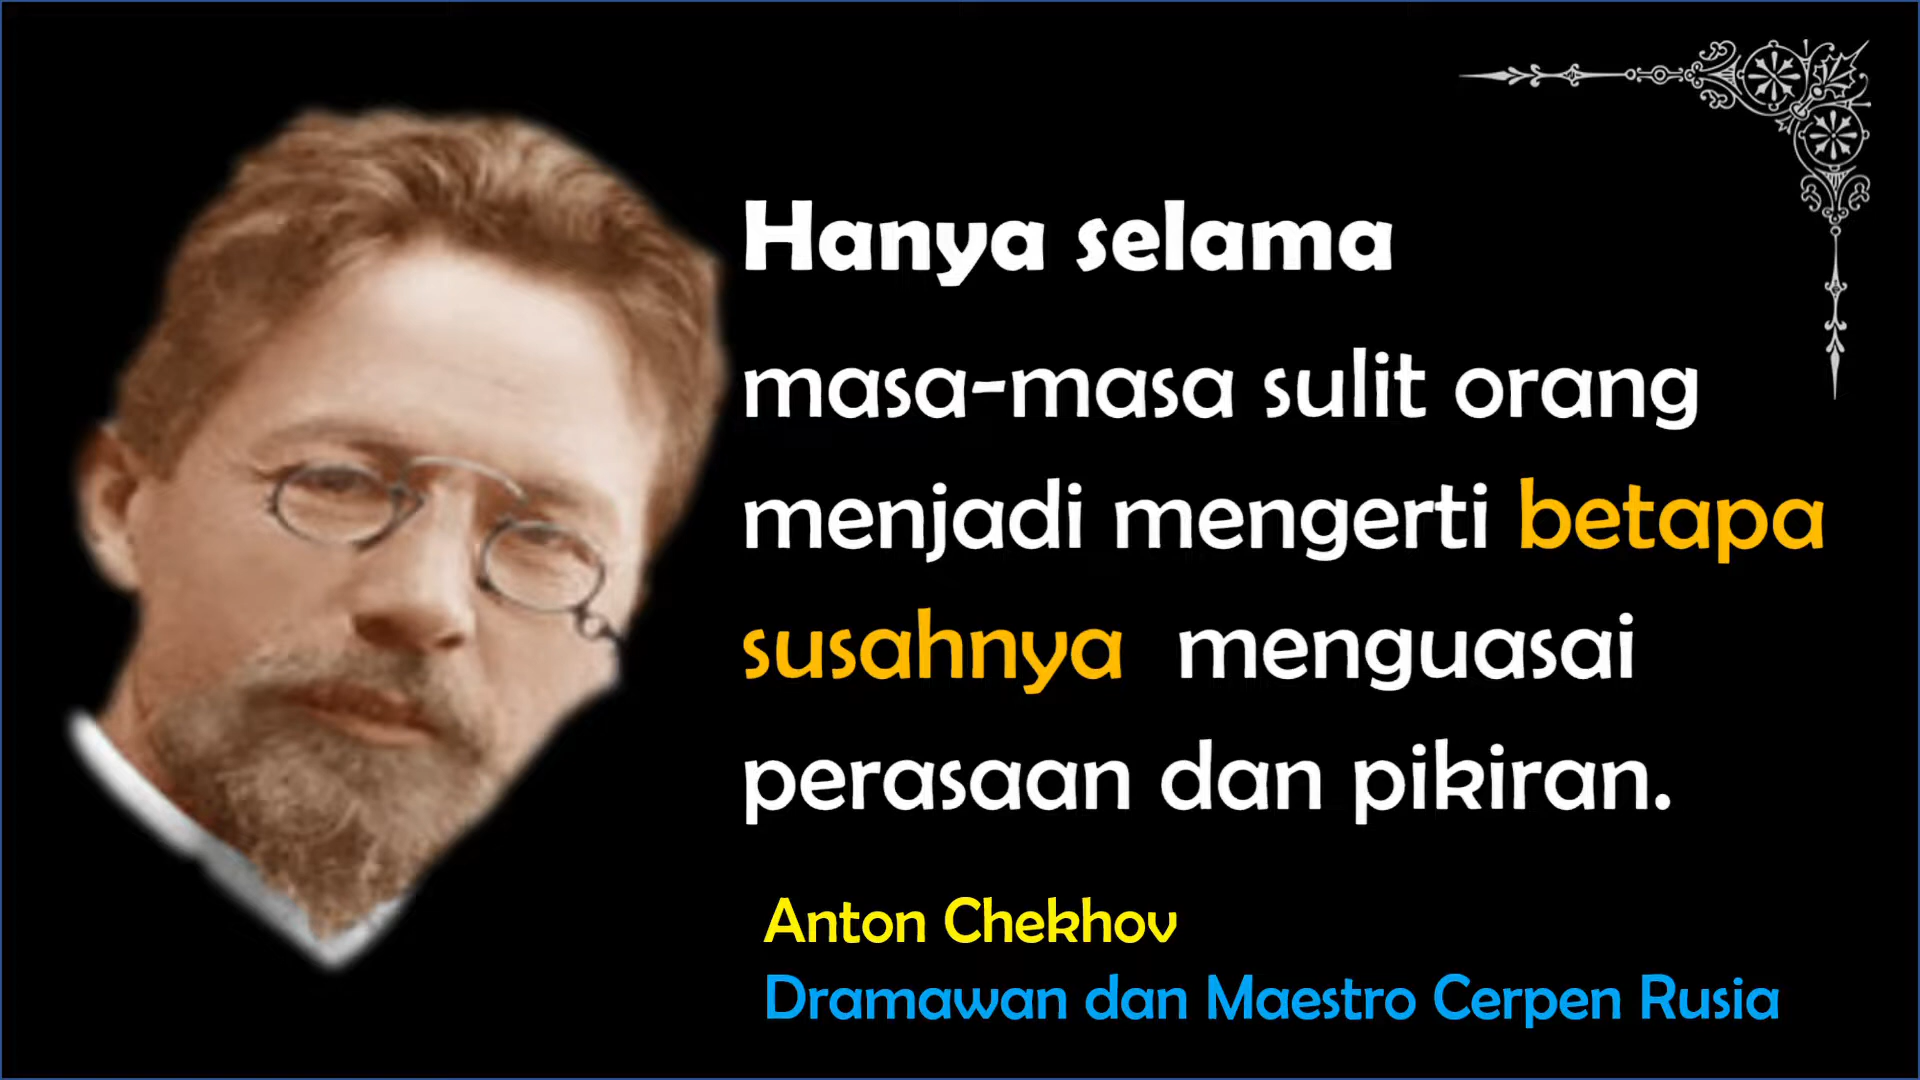 Hanya selama
masa-masa sulit orang
menjadi mengerti betapa
susahnya menguasai
perasaan dan pikiran.
Anton Chekhov
Dramawan dan Maestro Cerpen Rusia